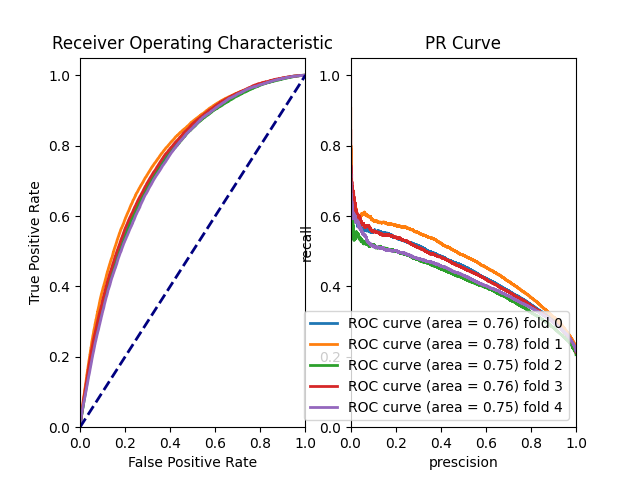 Receiver Operating Characteristic
1.0
0.8
0.6
0.4
0.2
0.0
True Positive Rate
0.0 0.2 0.4 0.6 0.8 1.0
False Positive Rate
PR Curve
1.0
0.8
0.6
0.4
0.2
0.0
recall
0.0 0.2 0.4 0.6 0.8 1.0
prescision
ROC curve (area = 0.76) fold 0
ROC curve (area = 0.78) fold 1
ROC curve (area = 0.75) fold 2
ROC curve (area = 0.76) fold 3
ROC curve (area = 0.75) fold 4